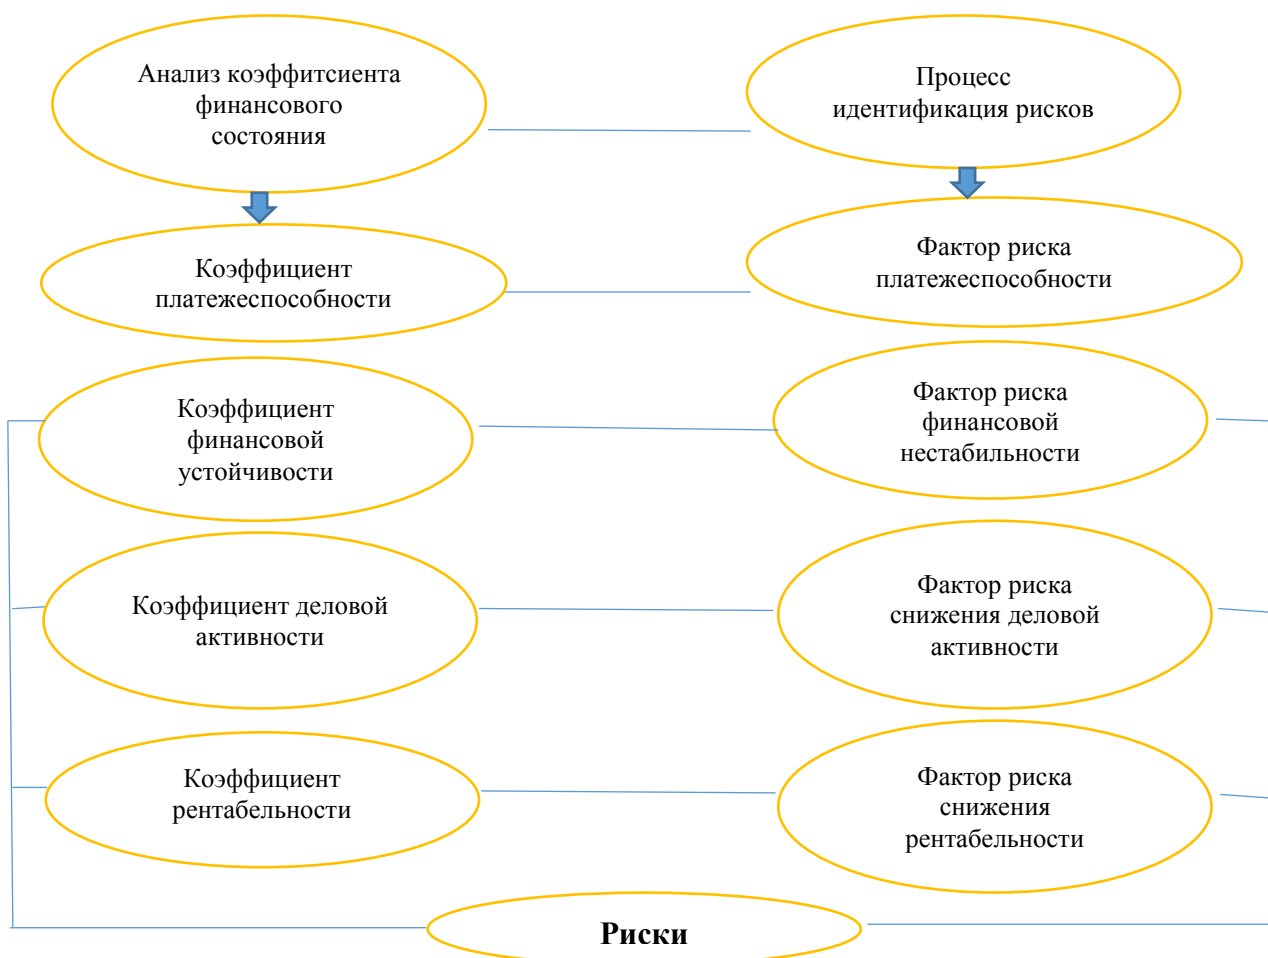 Анализ коэффитсиента
финансового
состояния
Процесс
идентификация рисков
Коэффициент
платежеспособности
Фактор риска
платежеспособности
Коэффициент
финансовой
устойчивости
Фактор риска
финансовой
нестабильности
Коэффициент деловой
активности
Фактор риска
снижения деловой
активности
Коэффициент
рентабельности
Фактор риска
снижения
рентабельности
Риски